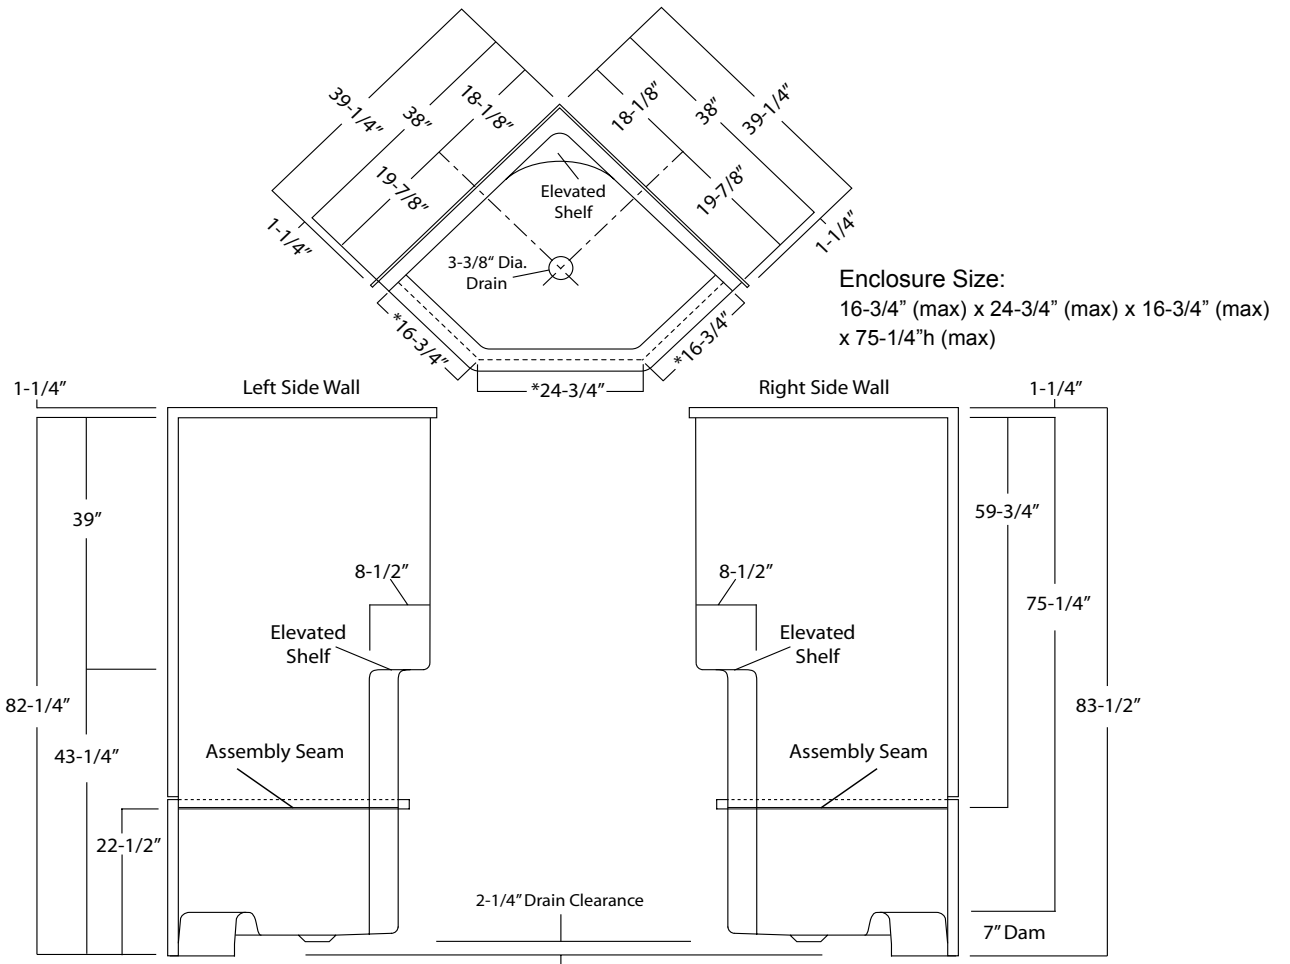 39-1/4”
38”
18-1/8”
19-7/8”
1-1/4”
18-1/8”
38”
39-1/4”
19-7/8”
1-1/4”
Elevated
Shelf
3-3/8“ Dia.
Drain
*16-3/4”
*24-3/4”
*16-3/4”
Enclosure Size:
16-3/4” (max) x 24-3/4” (max) x 16-3/4” (max)
x 75-1/4”h (max)
1-1/4”
Left Side Wall
39”
8-1/2”
Elevated
Shelf
82-1/4”
43-1/4”
Assembly Seam
22-1/2”
Right Side Wall
1-1/4”
59-3/4”
8-1/2”
75-1/4”
Elevated
Shelf
83-1/2”
Assembly Seam
2-1/4” Drain Clearance
7” Dam